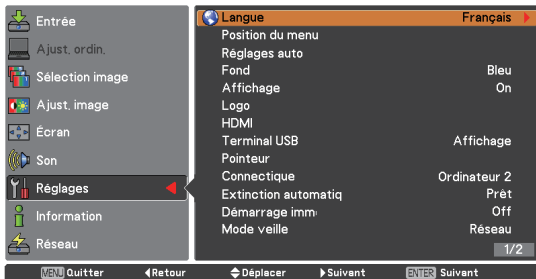 Entrée
Ajust. ordin.
Sélection image
Ajust. image
Écran
Son
Réglages
Information
Réseau
Langue Français
Position du menu
Réglages auto
Fond Bleu
Affichage On
Logo
HDMI
Terminal USB Affichage
Pointeur
Connectique Ordinateur 2
Extinction automatiq Prêt
Démarrage imm Off
Mode veille Réseau
1/2
MENU Quitter Retour Déplacer Suivant ENTER Suivant